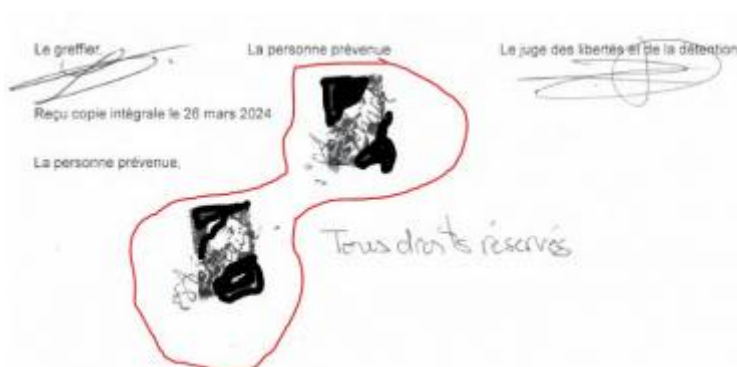 Le greffier, La personne prévenue Le juge des libertés et de la détention
Reçu copie intégrale le 26 mars 2024
La personne prévenue,
Tous droits réservés